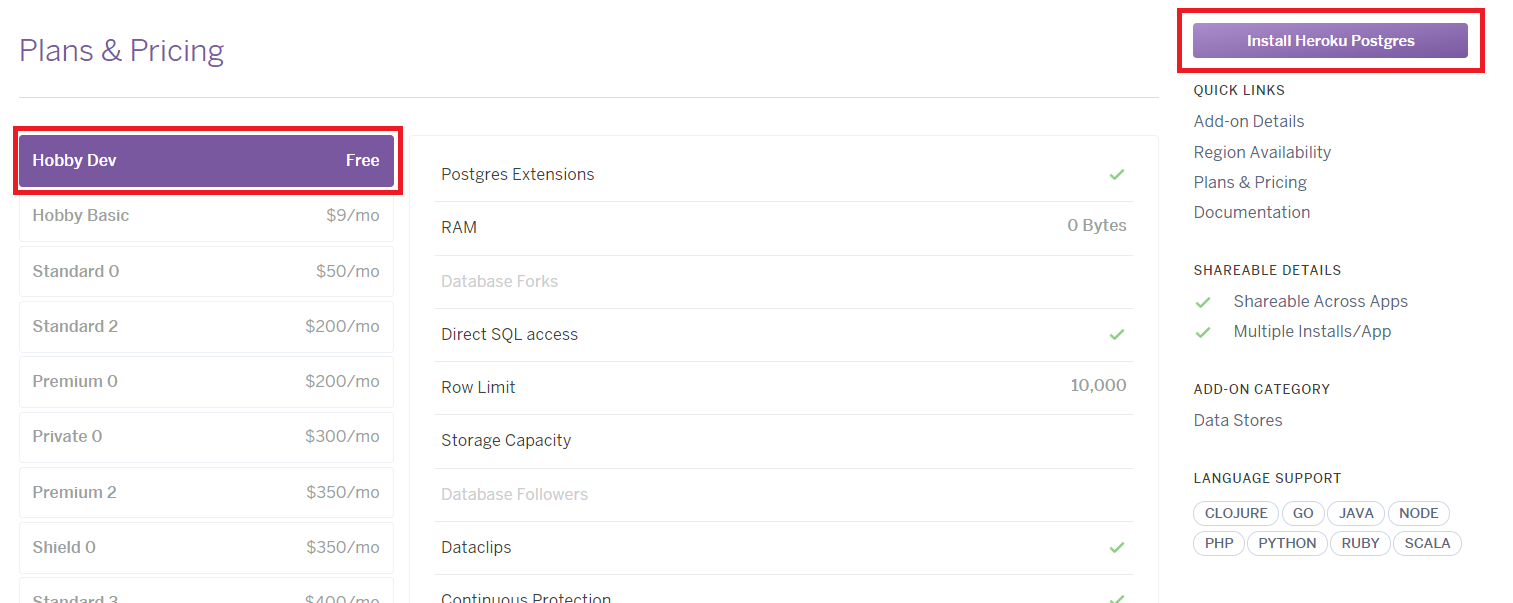 Plans & Pricing
Hobby Dev Free
Hobby Basic $9/mo
Standard 0 $50/mo
Standard 2 $200/mo
Premium 0 $200/mo
Private 0 $300/mo
Premium 2 $350/mo
Shield 0 $350/mo
Standard 3 $400/mo
Postgres Extensions
RAM 0 Bytes
Database Forks
Direct SQL access
Row Limit 10,000
Storage Capacity
Database Followers
Dataclips
Continuous Protection
Install Heroku Postgres
QUICK LINKS
Add-on Details
Region Availability
Plans & Pricing
Documentation
SHAREABLE DETAILS
Shareable Across Apps
Multiple Installs/App
ADD-ON CATEGORY
Data Stores
LANGUAGE SUPPORT
CLOJURE GO JAVA NODE
PHP PYTHON RUBY SCALA